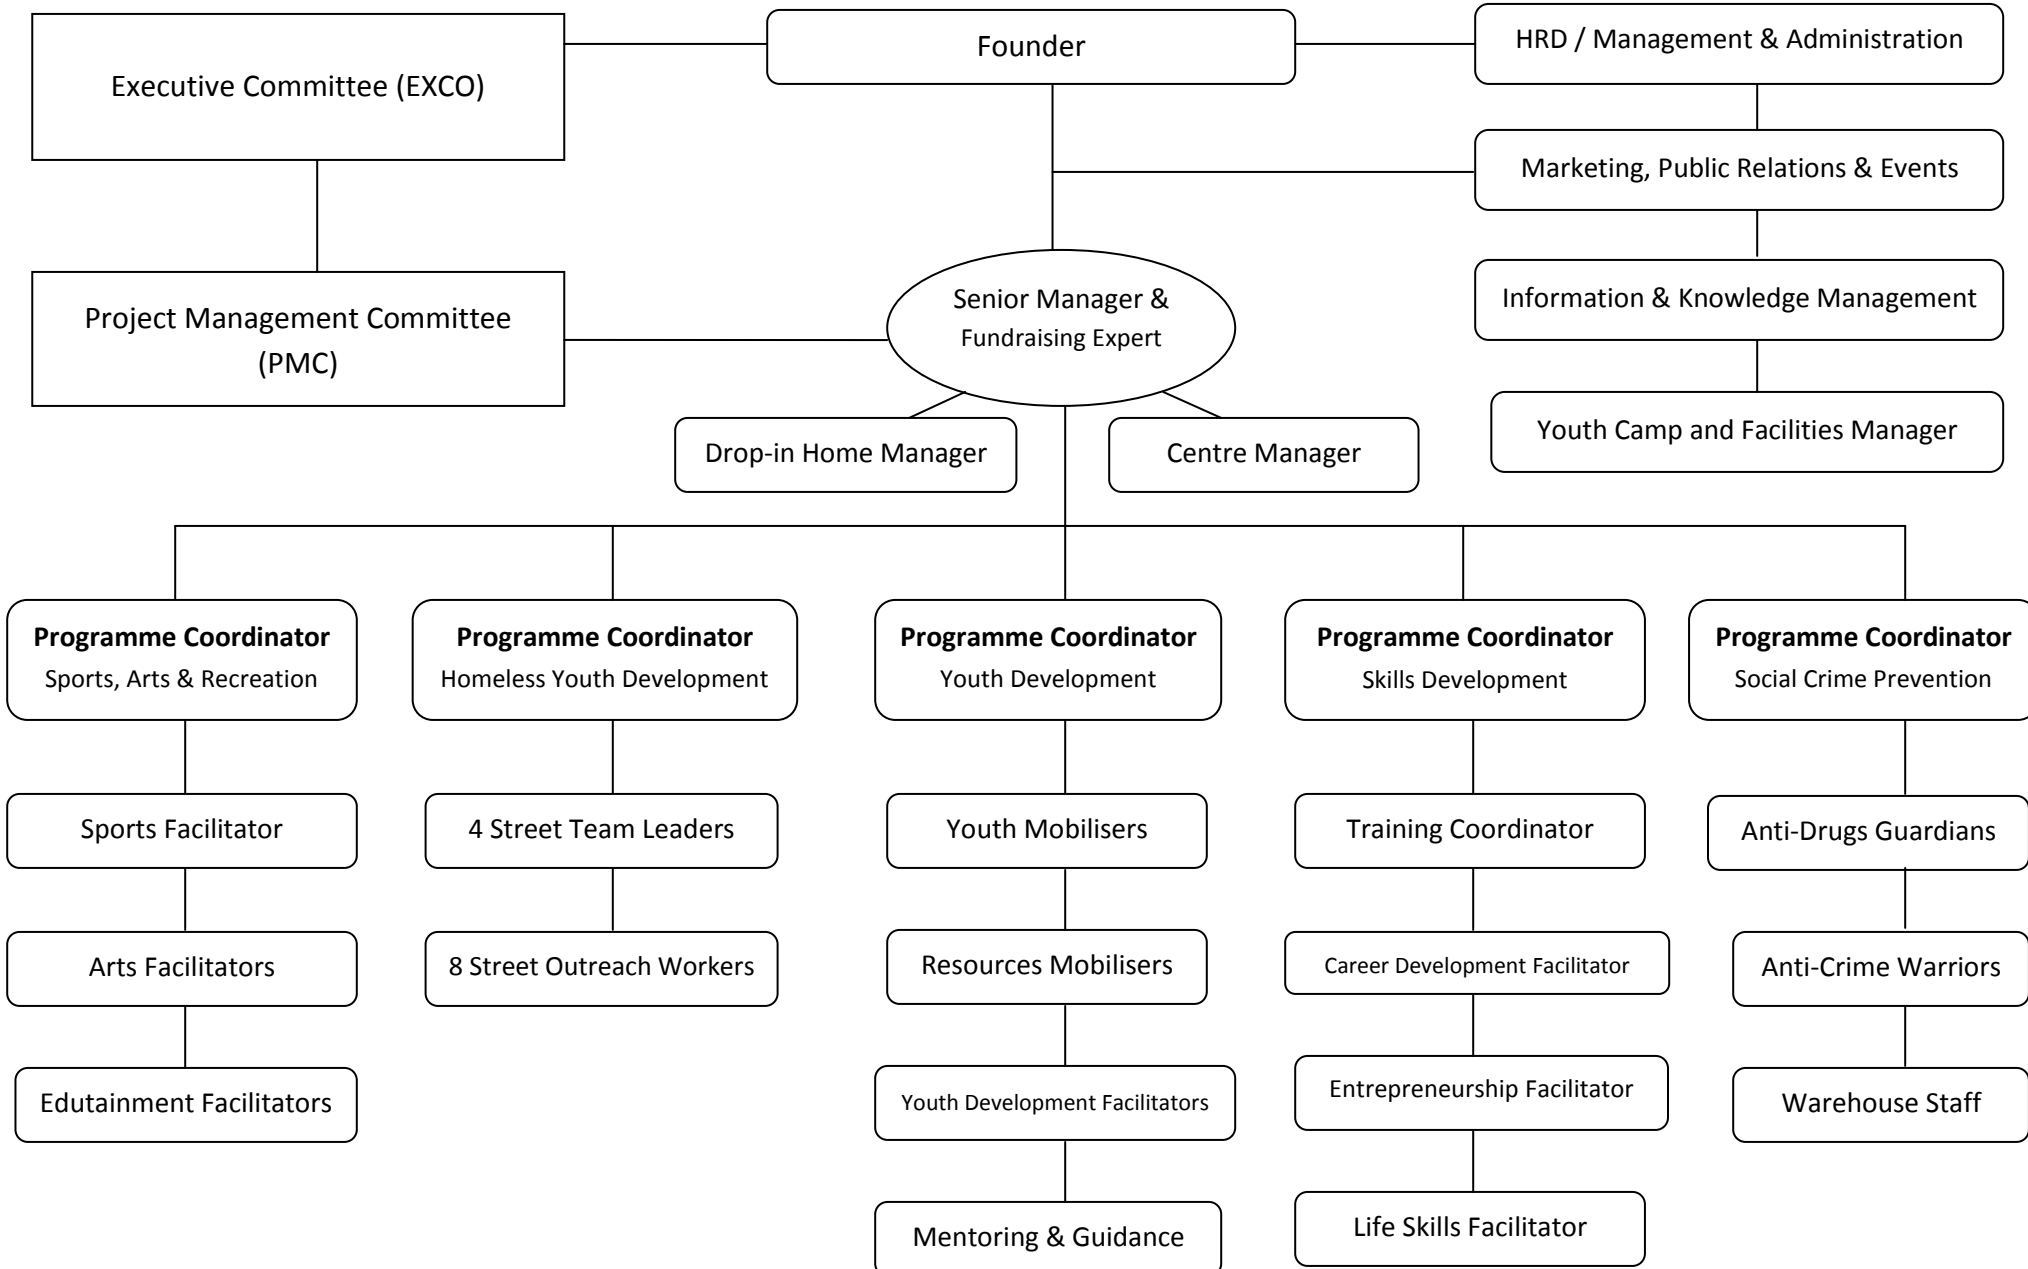 Founder
HRD / Management & Administration
Executive Committee (EXCO)
Marketing, Public Relations & Events
Senior Manager &
Fundraising Expert
Information & Knowledge Management
Project Management Committee
(PMC)
Drop-in Home Manager
Centre Manager
Youth Camp and Facilities Manager
Programme Coordinator
Sports, Arts & Recreation
Programme Coordinator
Homeless Youth Development
Programme Coordinator
Youth Development
Programme Coordinator
Skills Development
Programme Coordinator
Social Crime Prevention
Sports Facilitator
4 Street Team Leaders
Youth Mobilisers
Training Coordinator
Anti-Drugs Guardians
Arts Facilitators
8 Street Outreach Workers
Resources Mobilisers
Career Development Facilitator
Anti-Crime Warriors
Edutainment Facilitators
Youth Development Facilitators
Entrepreneurship Facilitator
Warehouse Staff
Mentoring & Guidance
Life Skills Facilitator